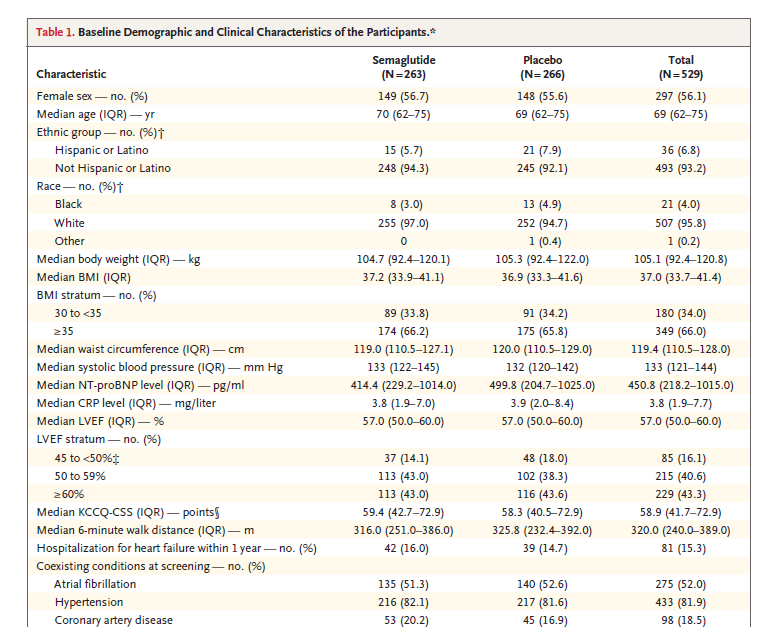 Table 1. Baseline Demographic and Clinical Characteristics of the Participants.*
Characteristic Semaglutide (N=263) Placebo (N=266) Total (N=529)
Female sex — no. (%) 149 (56.7) 148 (55.6) 297 (56.1)
Median age (IQR) — yr 70 (62–75) 69 (62–75) 69 (62–75)
Ethnic group — no. (%)†
Hispanic or Latino 15 (5.7) 21 (7.9) 36 (6.8)
Not Hispanic or Latino 248 (94.3) 245 (92.1) 493 (93.2)
Race — no. (%)†
Black 8 (3.0) 13 (4.9) 21 (4.0)
White 255 (97.0) 252 (94.7) 507 (95.8)
Other 0 1 (0.4) 1 (0.2)
Median body weight (IQR) — kg 104.7 (92.4–120.1) 105.3 (92.4–122.0) 105.1 (92.4–120.8)
Median BMI (IQR) 37.2 (33.9–41.1) 36.9 (33.3–41.6) 37.0 (33.7–41.4)
BMI stratum — no. (%)
30 to <35 89 (33.8) 91 (34.2) 180 (34.0)
≥35 174 (66.2) 175 (65.8) 349 (66.0)
Median waist circumference (IQR) — cm 119.0 (110.5–127.1) 120.0 (110.5–129.0) 119.4 (110.5–128.0)
Median systolic blood pressure (IQR) — mm Hg 133 (122–145) 132 (120–142) 133 (121–144)
Median NT-proBNP level (IQR) — pg/ml 414.4 (229.2–1014.0) 499.8 (204.7–1025.0) 450.8 (218.2–1015.0)
Median CRP level (IQR) — mg/liter 3.8 (1.9–7.0) 3.9 (2.0–8.4) 3.8 (1.9–7.7)
Median LVEF (IQR) — % 57.0 (50.0–60.0) 57.0 (50.0–60.0) 57.0 (50.0–60.0)
LVEF stratum — no. (%)
45 to <50%‡ 37 (14.1) 48 (18.0) 85 (16.1)
50 to 59% 113 (43.0) 102 (38.3) 215 (40.6)
≥60% 113 (43.0) 116 (43.6) 229 (43.3)
Median KCCQ-CSS (IQR) — points§ 59.4 (42.7–72.9) 58.3 (40.5–72.9) 58.9 (41.7–72.9)
Median 6-minute walk distance (IQR) — m 316.0 (251.0–386.0) 325.8 (232.4–392.0) 320.0 (240.0–389.0)
Hospitalization for heart failure within 1 year — no. (%) 42 (16.0) 39 (14.7) 81 (15.3)
Coexisting conditions at screening — no. (%)
Atrial fibrillation 135 (51.3) 140 (52.6) 275 (52.0)
Hypertension 216 (82.1) 217 (81.6) 433 (81.9)
Coronary artery disease 53 (20.2) 45 (16.9) 98 (18.5)